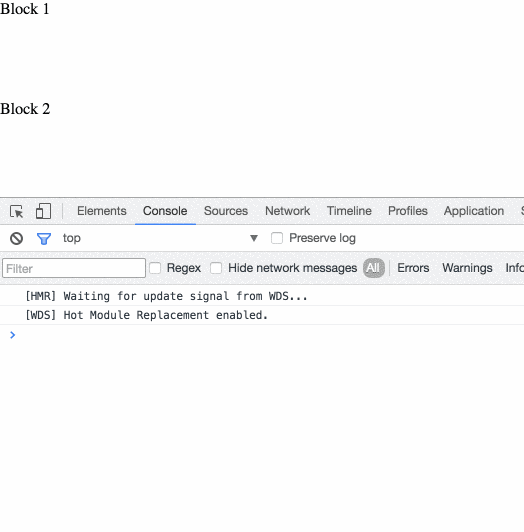 Block 1
Block 2
Elements Console Sources Network Timeline Profiles Application
top Preserve log
Filter Regex Hide network messages All Errors Warnings Info
[HMR] Waiting for update signal from WDS...
[WDS] Hot Module Replacement enabled.
>